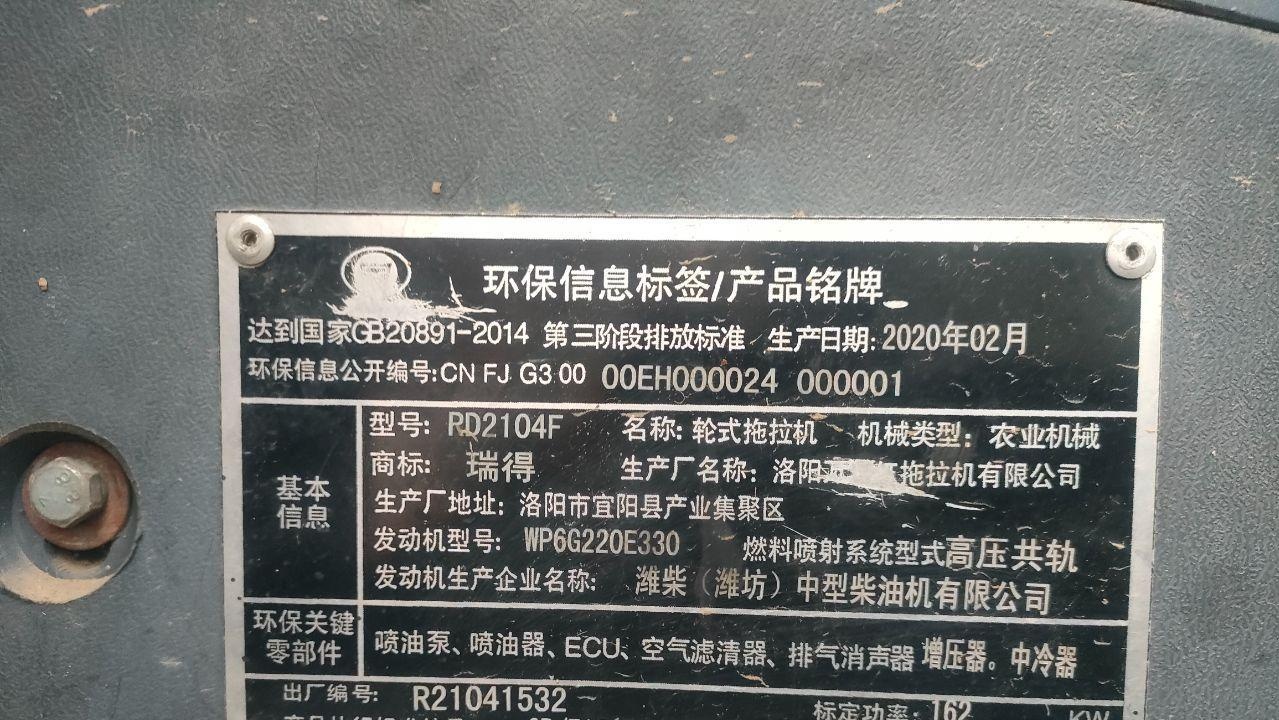 环保信息标签/产品铭牌
达到国家GB20891-2014 第三阶段排放标准 生产日期: 2020年02月
环保信息公开编号: CN FJ G3 00 00EH000024 000001
基本信息
型号: RD2104F 名称: 轮式拖拉机 机械类型: 农业机械
商标: 瑞得 生产厂名称: 洛阳 拖拉机有限公司
生产厂地址: 洛阳市宜阳县产业集聚区
发动机型号: WP6G220E330 燃料喷射系统型式 高压共轨
发动机生产企业名称: 潍柴（潍坊）中型柴油机有限公司
环保关键零部件
喷油泵、喷油器、ECU、空气滤清器、排气消声器 增压器。中冷器
出厂编号: R21041532
标定功率: 162 KW